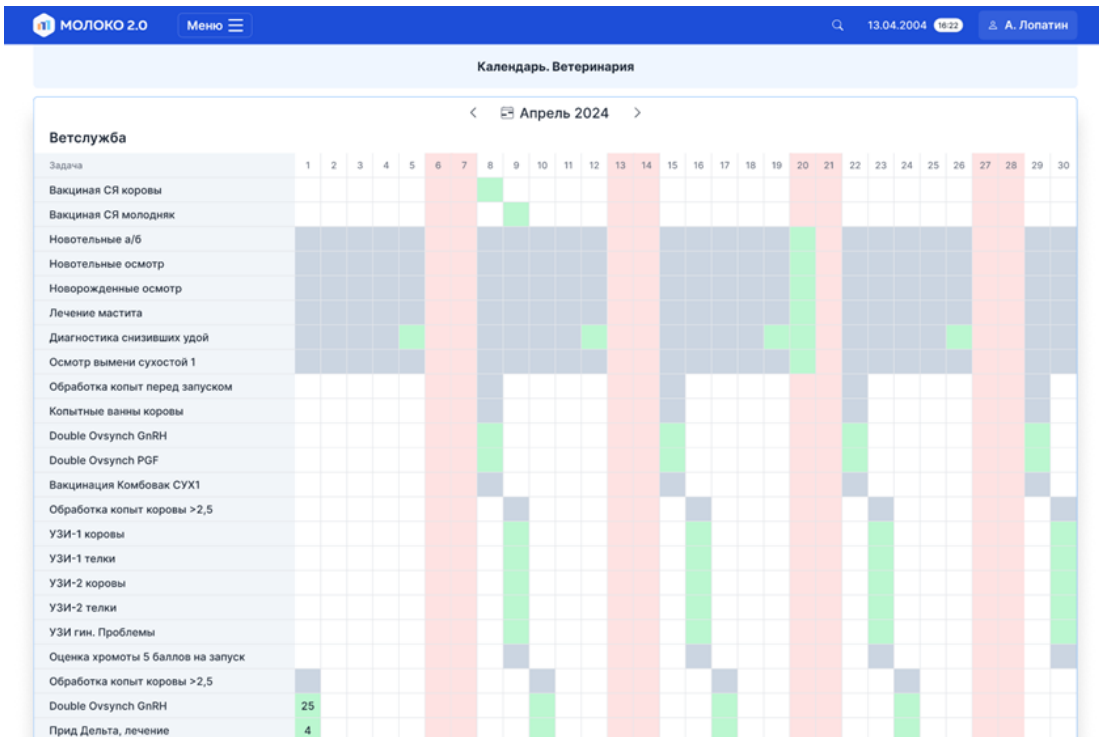 МОЛОКО 2.0 Меню 13.04.2004 16:22 А. Лопатин
Календарь. Ветеринария
Апрель 2024
Ветслужба
Задача 1 2 3 4 5 6 7 8 9 10 11 12 13 14 15 16 17 18 19 20 21 22 23 24 25 26 27 28 29 30
Вакциная СЯ коровы
Вакциная СЯ молодняк
Новотельные а/б
Новотельные осмотр
Новорожденные осмотр
Лечение мастита
Диагностика снизивших удой
Осмотр вымени сухостой 1
Обработка копыт перед запуском
Копытные ванны коровы
Double Ovsynch GnRH
Double Ovsynch PGF
Вакцинация Комбовак СУХ1
Обработка копыт коровы >2,5
УЗИ-1 коровы
УЗИ-1 телки
УЗИ-2 коровы
УЗИ-2 телки
УЗИ гин. Проблемы
Оценка хромоты 5 баллов на запуск
Обработка копыт коровы >2,5
Double Ovsynch GnRH 25
Прид Дельта, лечение 4